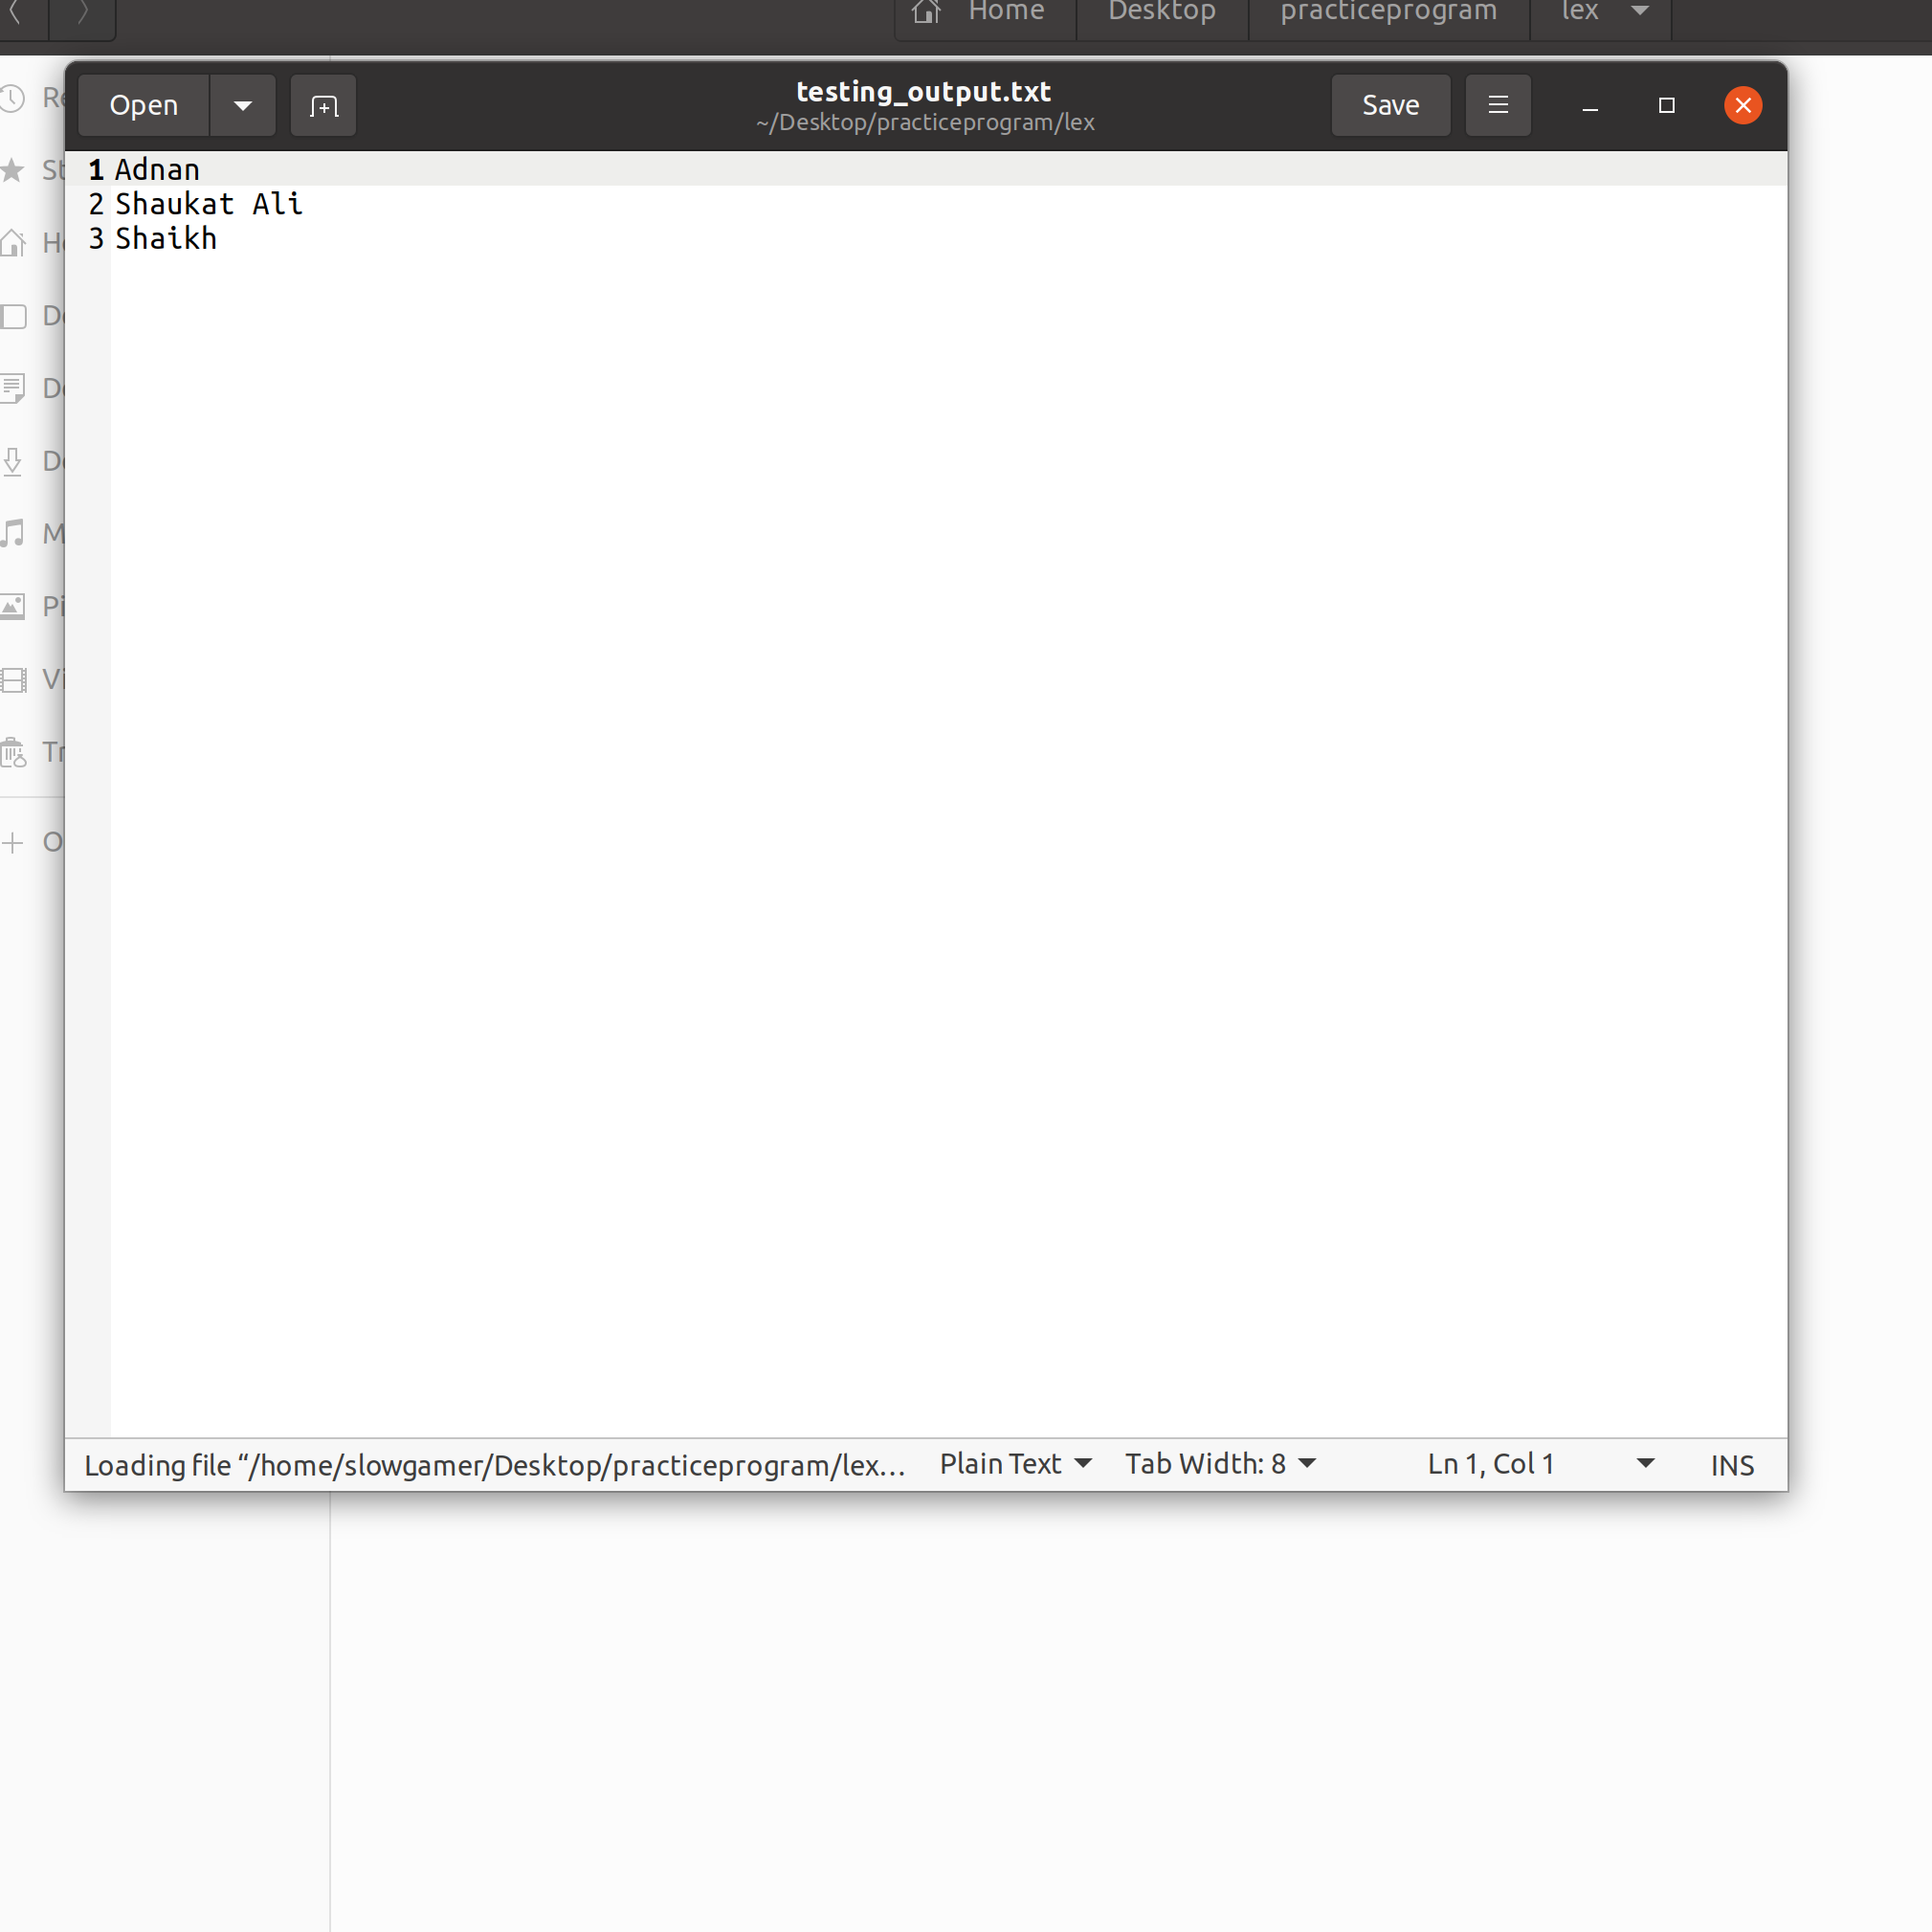 Home Desktop practiceprogram lex
Open testing_output.txt Save
~/Desktop/practiceprogram/lex
1 Adnan
2 Shaukat Ali
3 Shaikh
Loading file “/home/slowgamer/Desktop/practiceprogram/lex… Plain Text Tab Width: 8 Ln 1, Col 1 INS